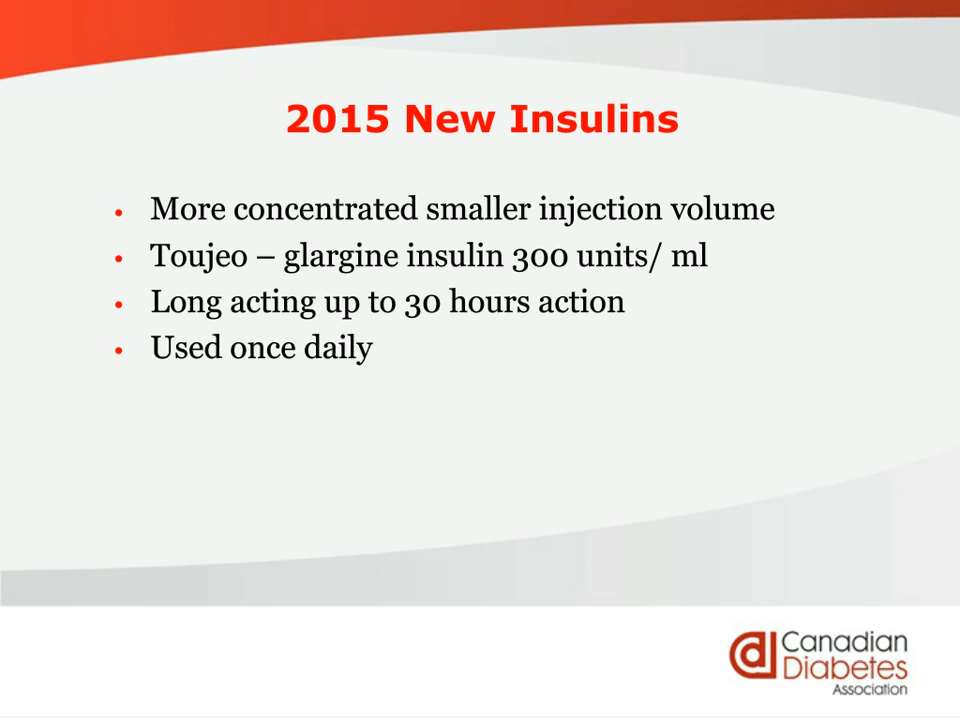 2015 New Insulins
• More concentrated smaller injection volume
• Toujeo – glargine insulin 300 units/ ml
• Long acting up to 30 hours action
• Used once daily
Canadian
Diabetes
Association